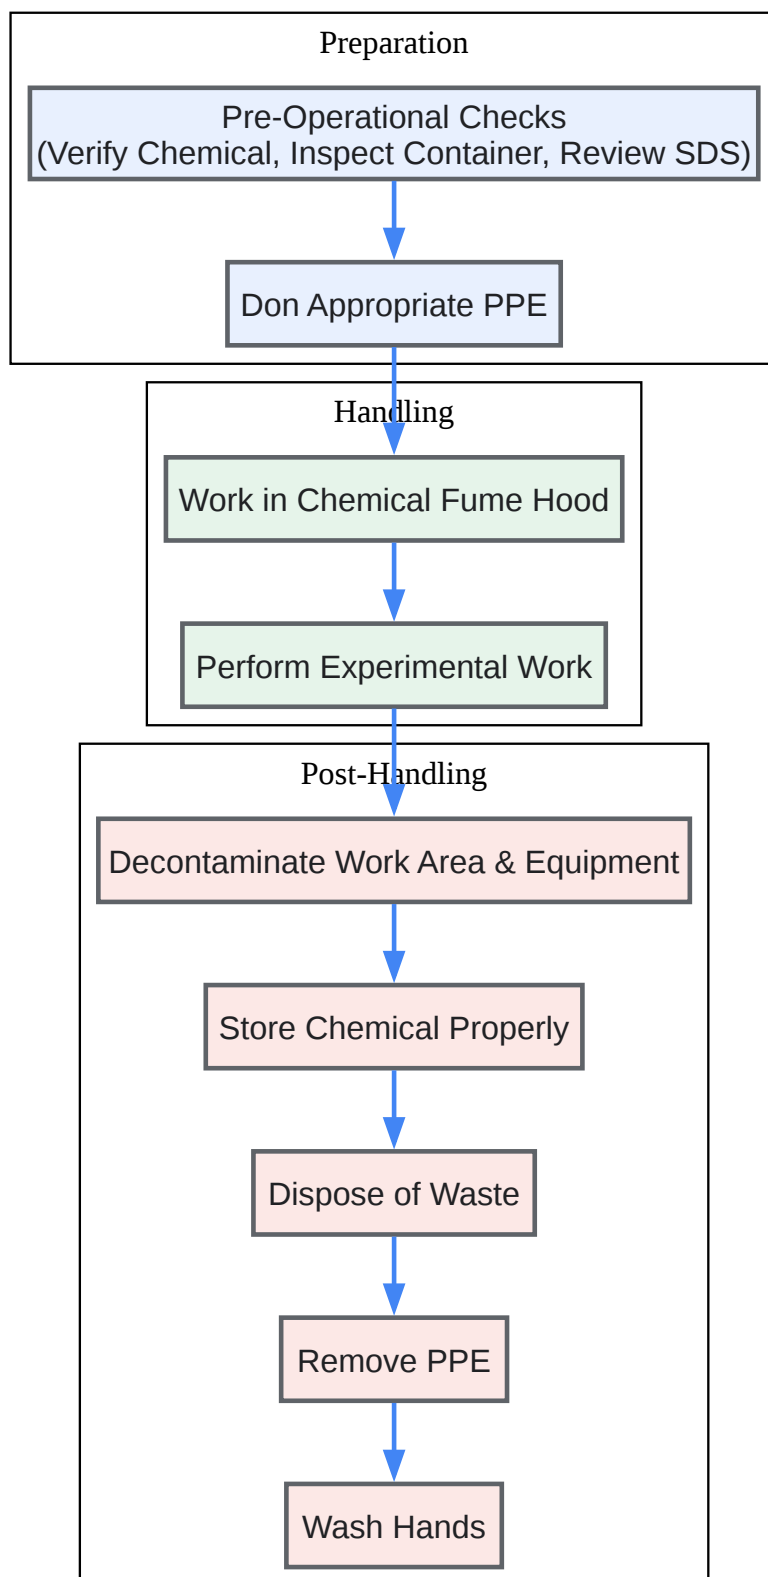 Preparation
Pre-Operational Checks
(Verify Chemical, Inspect Container, Review SDS)
Don Appropriate PPE
Handling
Work in Chemical Fume Hood
Perform Experimental Work
Post-Handling
Decontaminate Work Area & Equipment
Store Chemical Properly
Dispose of Waste
Remove PPE
Wash Hands